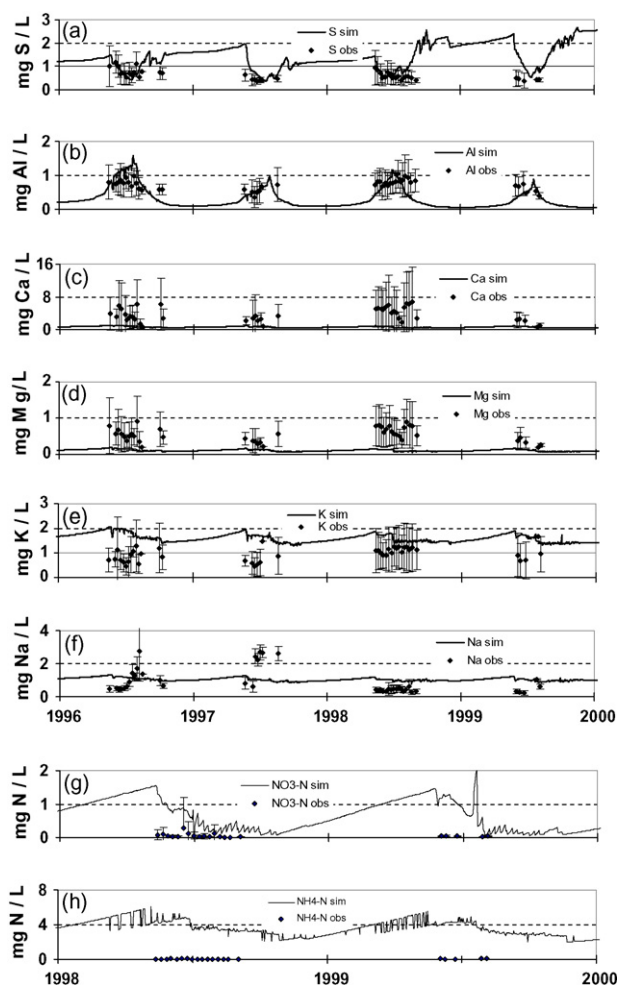 (a)
mg S / L
3
2
1
0
S sim
S obs
(b)
mg Al / L
2
1
0
Al sim
Al obs
(c)
mg Ca / L
16
8
0
Ca sim
Ca obs
(d)
mg M g / L
2
1
0
Mg sim
Mg obs
(e)
mg K / L
3
2
1
0
K sim
K obs
(f)
mg Na / L
4
2
0
Na sim
Na obs
1996 1997 1998 1999 2000
(g)
mg N / L
2
1
0
NO3-N sim
NO3-N obs
(h)
mg N / L
8
4
0
NH4-N sim
NH4-N obs
1998 1999 2000